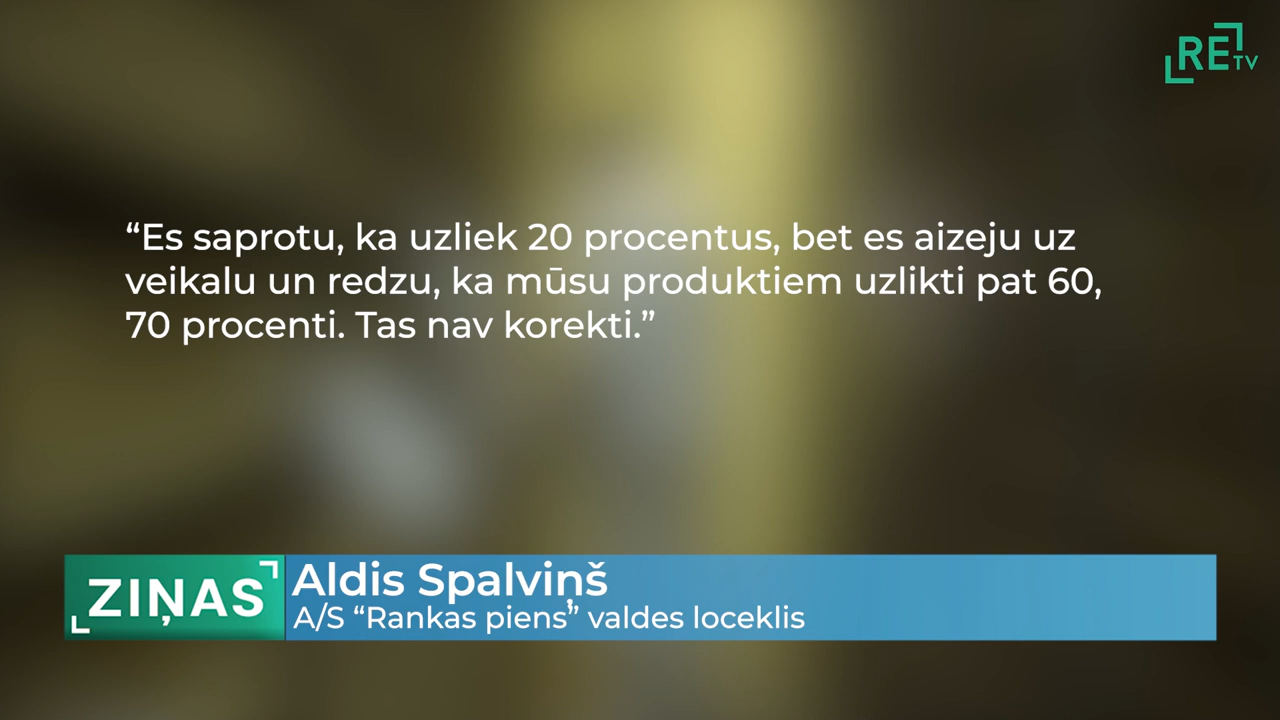 RE TV
“Es saprotu, ka uzliek 20 procentus, bet es aizeju uz
veikalu un redzu, ka mūsu produktiem uzlikti pat 60,
70 procenti. Tas nav korekti.”
ZIŅAS
Aldis Spalviņš
A/S “Rankas piens” valdes loceklis